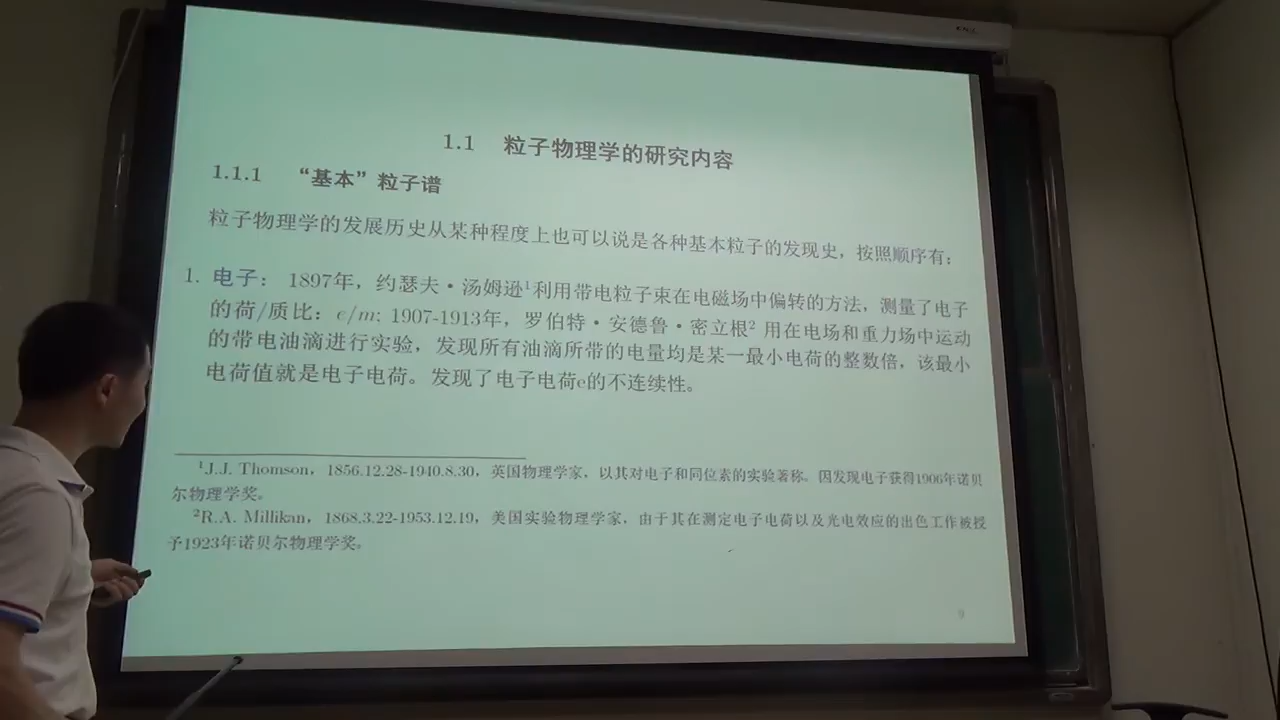 1.1 粒子物理学的研究内容
1.1.1 “基本”粒子谱
粒子物理学的发展历史从某种程度上也可以说是各种基本粒子的发现史，按照顺序有：
1. 电子： 1897年，约瑟夫·汤姆逊¹利用带电粒子束在电磁场中偏转的方法，测量了电子
的荷/质比：e/m; 1907-1913年，罗伯特·安德鲁·密立根² 用在电场和重力场中运动
的带电油滴进行实验，发现所有油滴所带的电量均是某一最小电荷的整数倍，该最小
电荷值就是电子电荷。发现了电子电荷e的不连续性。
¹J.J. Thomson，1856.12.28-1940.8.30，英国物理学家，以其对电子和同位素的实验著称。因发现电子获得1906年诺贝
尔物理学奖。
²R.A. Millikan，1868.3.22-1953.12.19，美国实验物理学家，由于其在测定电子电荷以及光电效应的出色工作被授
予1923年诺贝尔物理学奖。
9